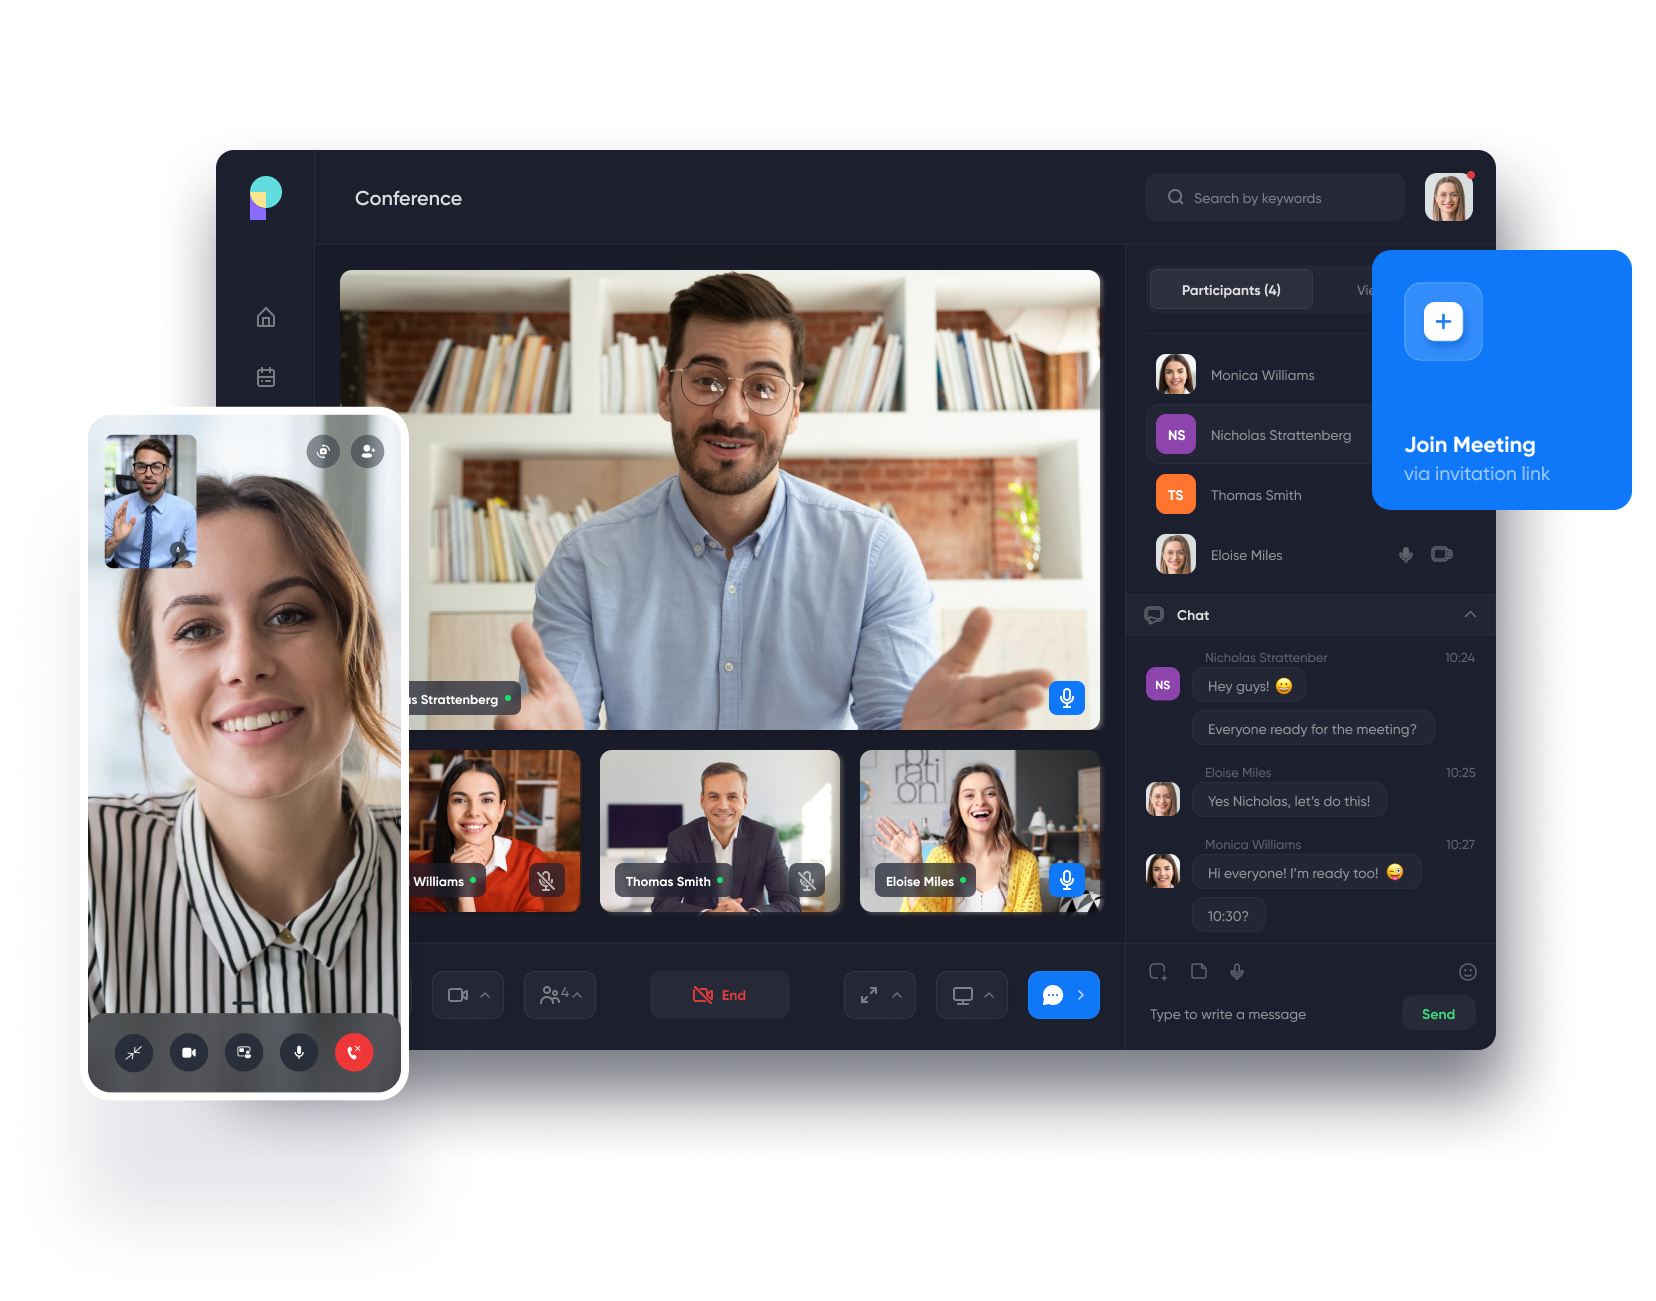 Conference
Search by keywords
Participants (4)
Monica Williams
NS
Nicholas Strattenberg
TS
Thomas Smith
Eloise Miles
Join Meeting
via invitation link
Strattenberg
Williams
Thomas Smith
Eloise Miles
4
End
Chat
Nicholas Strattenber
10:24
NS
Hey guys! 😀
Everyone ready for the meeting?
Eloise Miles
10:25
Yes Nicholas, let's do this!
Monica Williams
10:27
Hi everyone! I'm ready too! 😜
10:30?
Type to write a message
Send